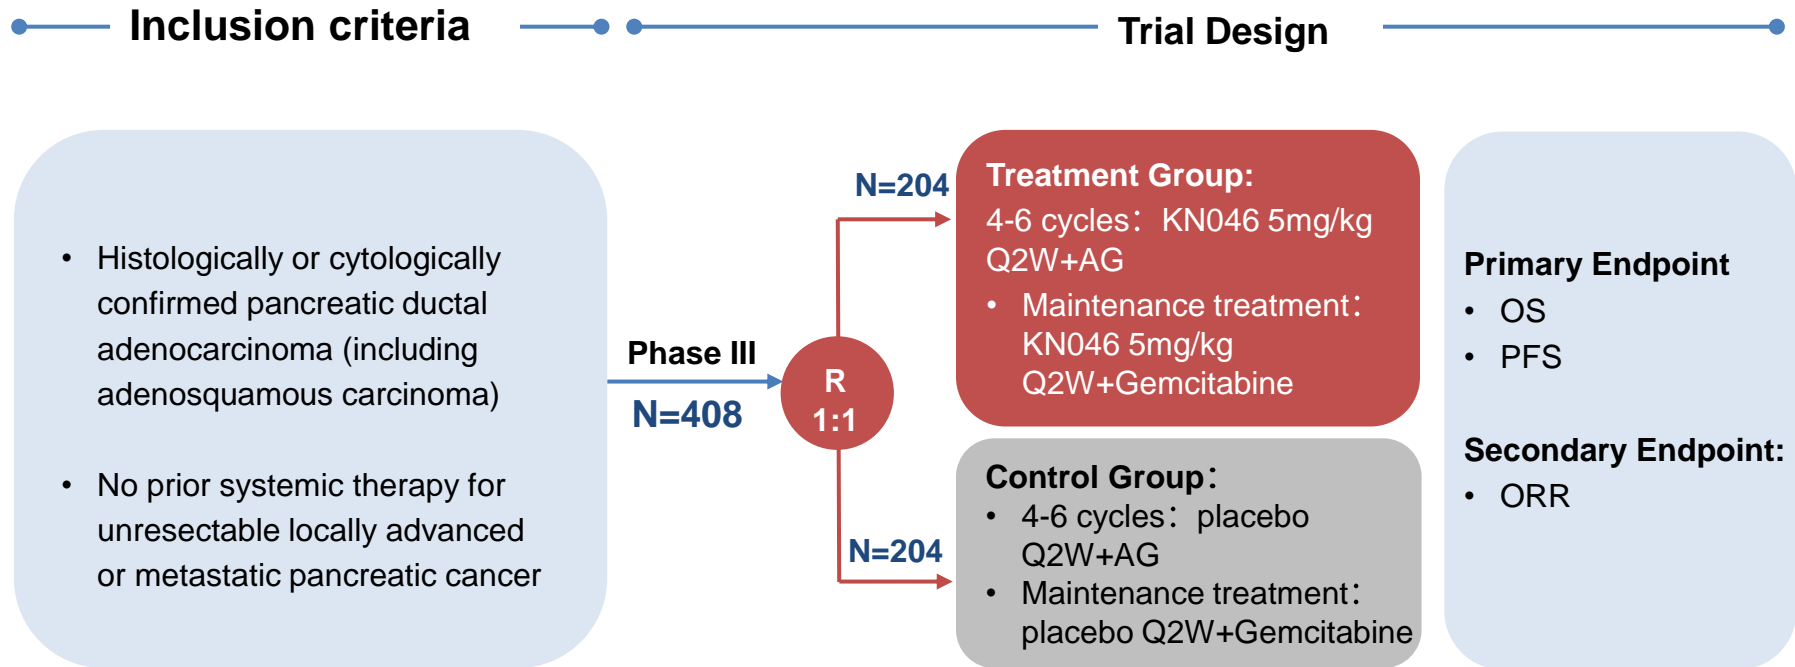 Inclusion criteria
Trial Design
• Histologically or cytologically
confirmed pancreatic ductal
adenocarcinoma (including
adenosquamous carcinoma)
• No prior systemic therapy for
unresectable locally advanced
or metastatic pancreatic cancer
Phase III
N=408
R
1:1
N=204
N=204
Treatment Group:
4-6 cycles：KN046 5mg/kg
Q2W+AG
• Maintenance treatment：
KN046 5mg/kg
Q2W+Gemcitabine
Control Group：
• 4-6 cycles：placebo
Q2W+AG
• Maintenance treatment：
placebo Q2W+Gemcitabine
Primary Endpoint
• OS
• PFS
Secondary Endpoint:
• ORR